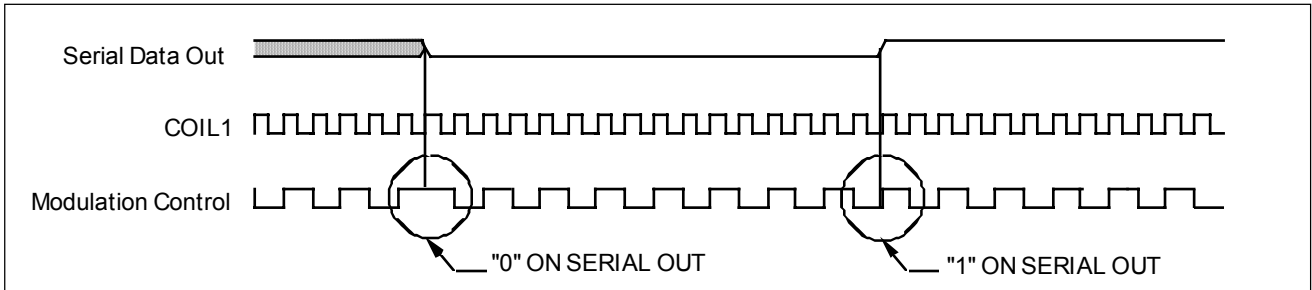 Serial Data Out
COIL1
Modulation Control
"0" ON SERIAL OUT
"1" ON SERIAL OUT